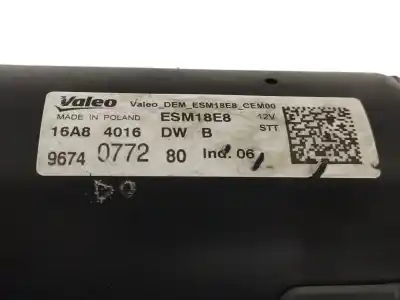 Valeo Valeo_DEM_ESM18E8_CEM00
MADE IN POLAND ESM18E8 12V
16A8 4016 DW B STT
9674 0772 80 Ind. 06